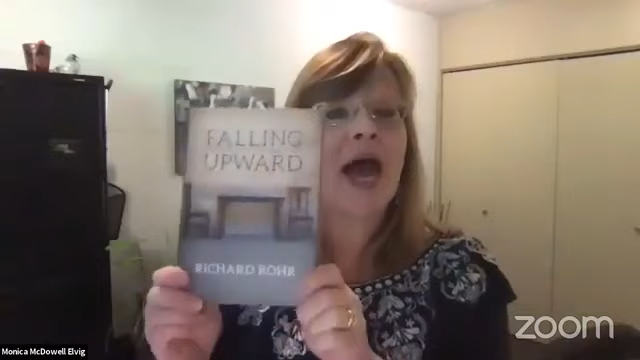 FALLING
UPWARD
RICHARD ROHR
Monica McDowell Elvig
zoom